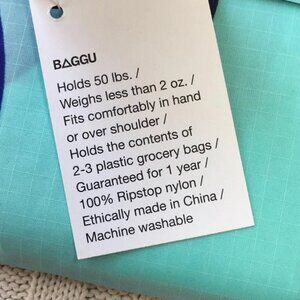 BAGGU
Holds 50 lbs. /
Weighs less than 2 oz. /
Fits comfortably in hand
or over shoulder /
Holds the contents of
2-3 plastic grocery bags /
Guaranteed for 1 year /
100% Ripstop nylon /
Ethically made in China /
Machine washable